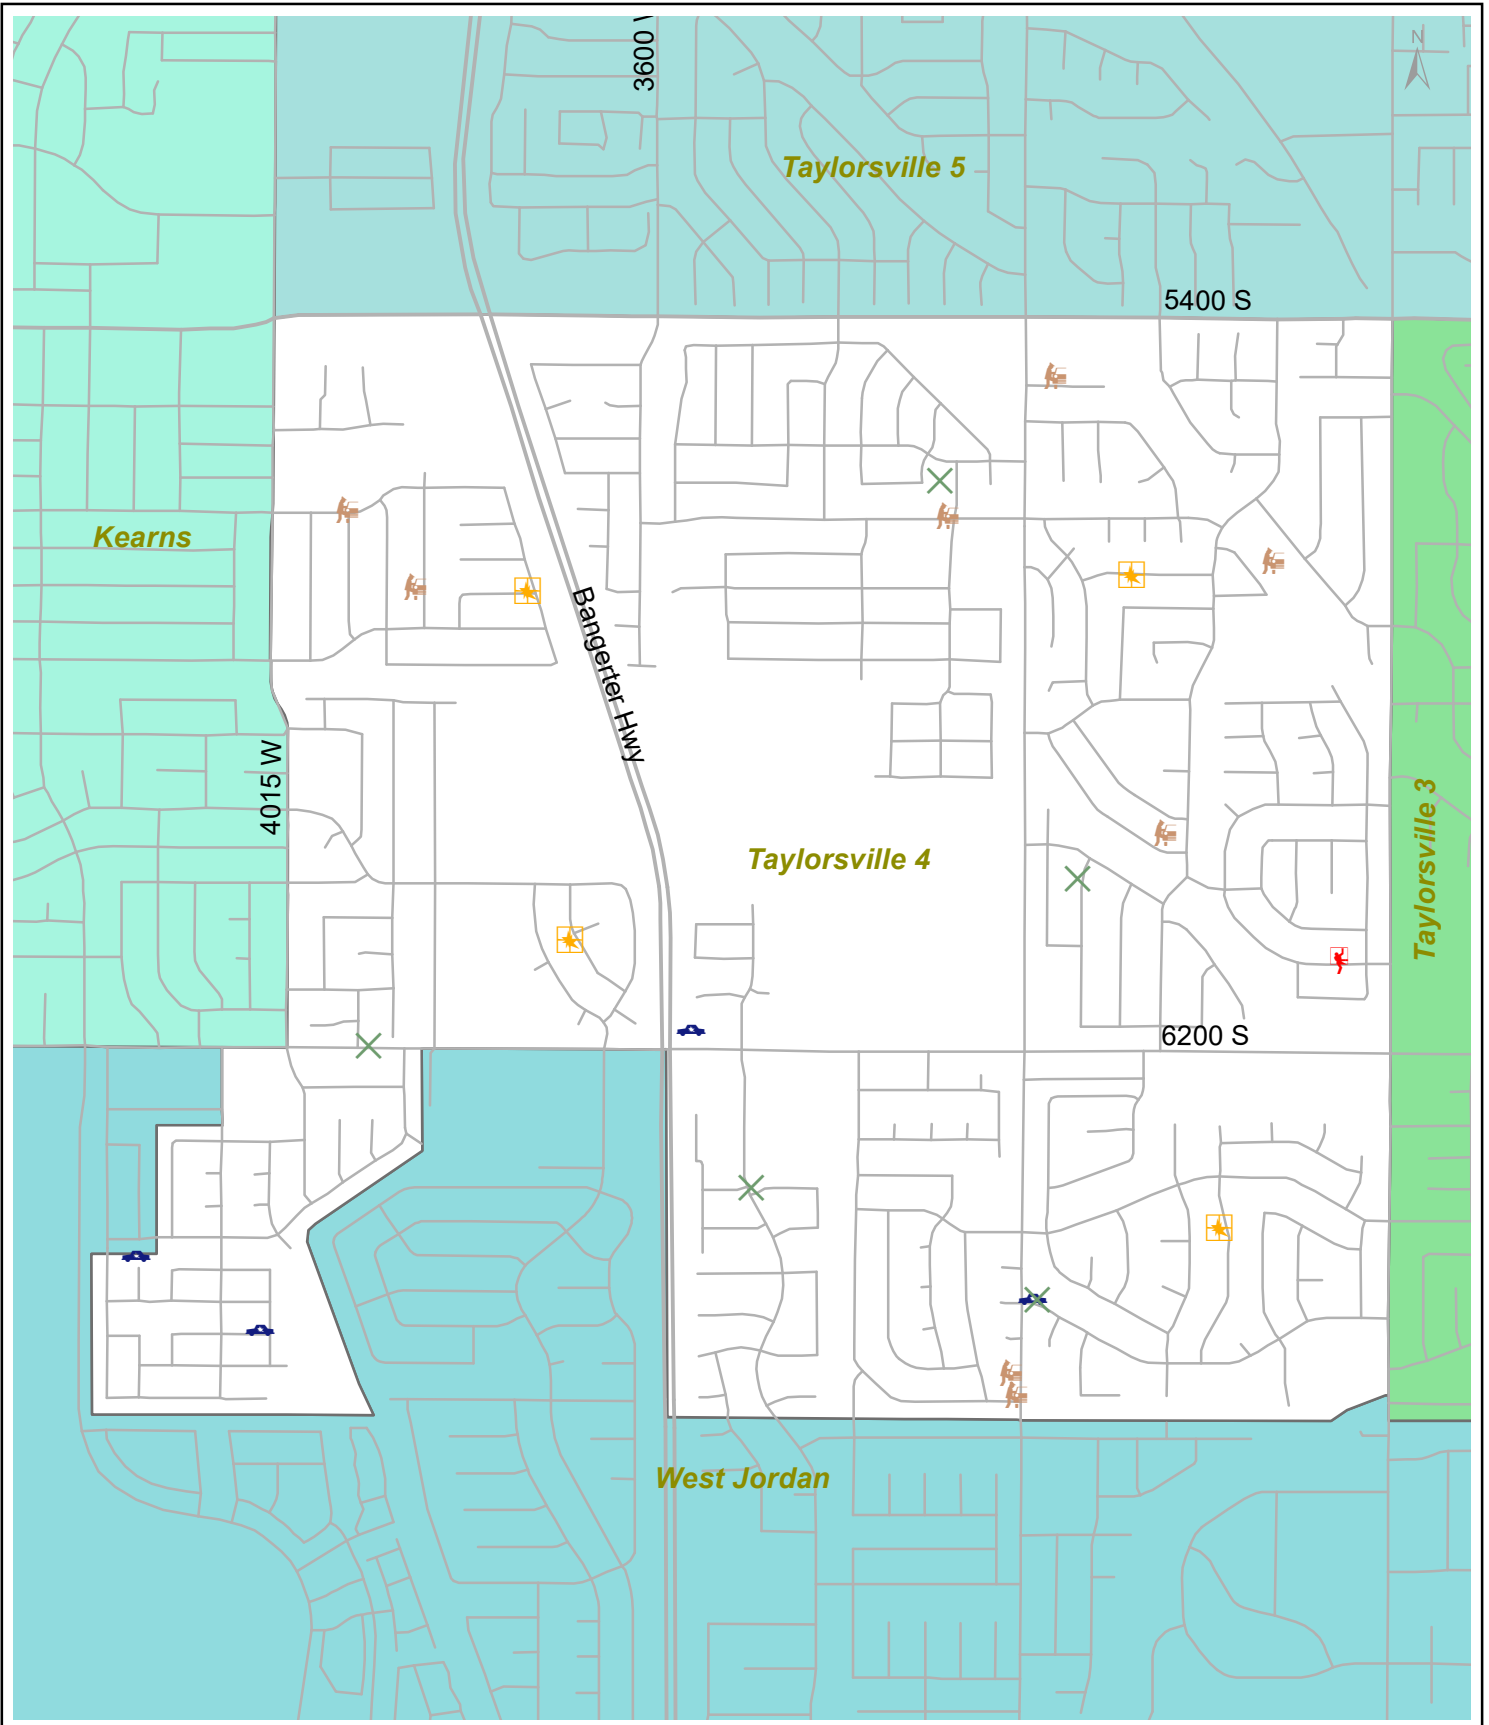 N
3600 W
Taylorsville 5
5400 S
Kearns
Bangerter Hwy
4015 W
Taylorsville 4
Taylorsville 3
6200 S
West Jordan